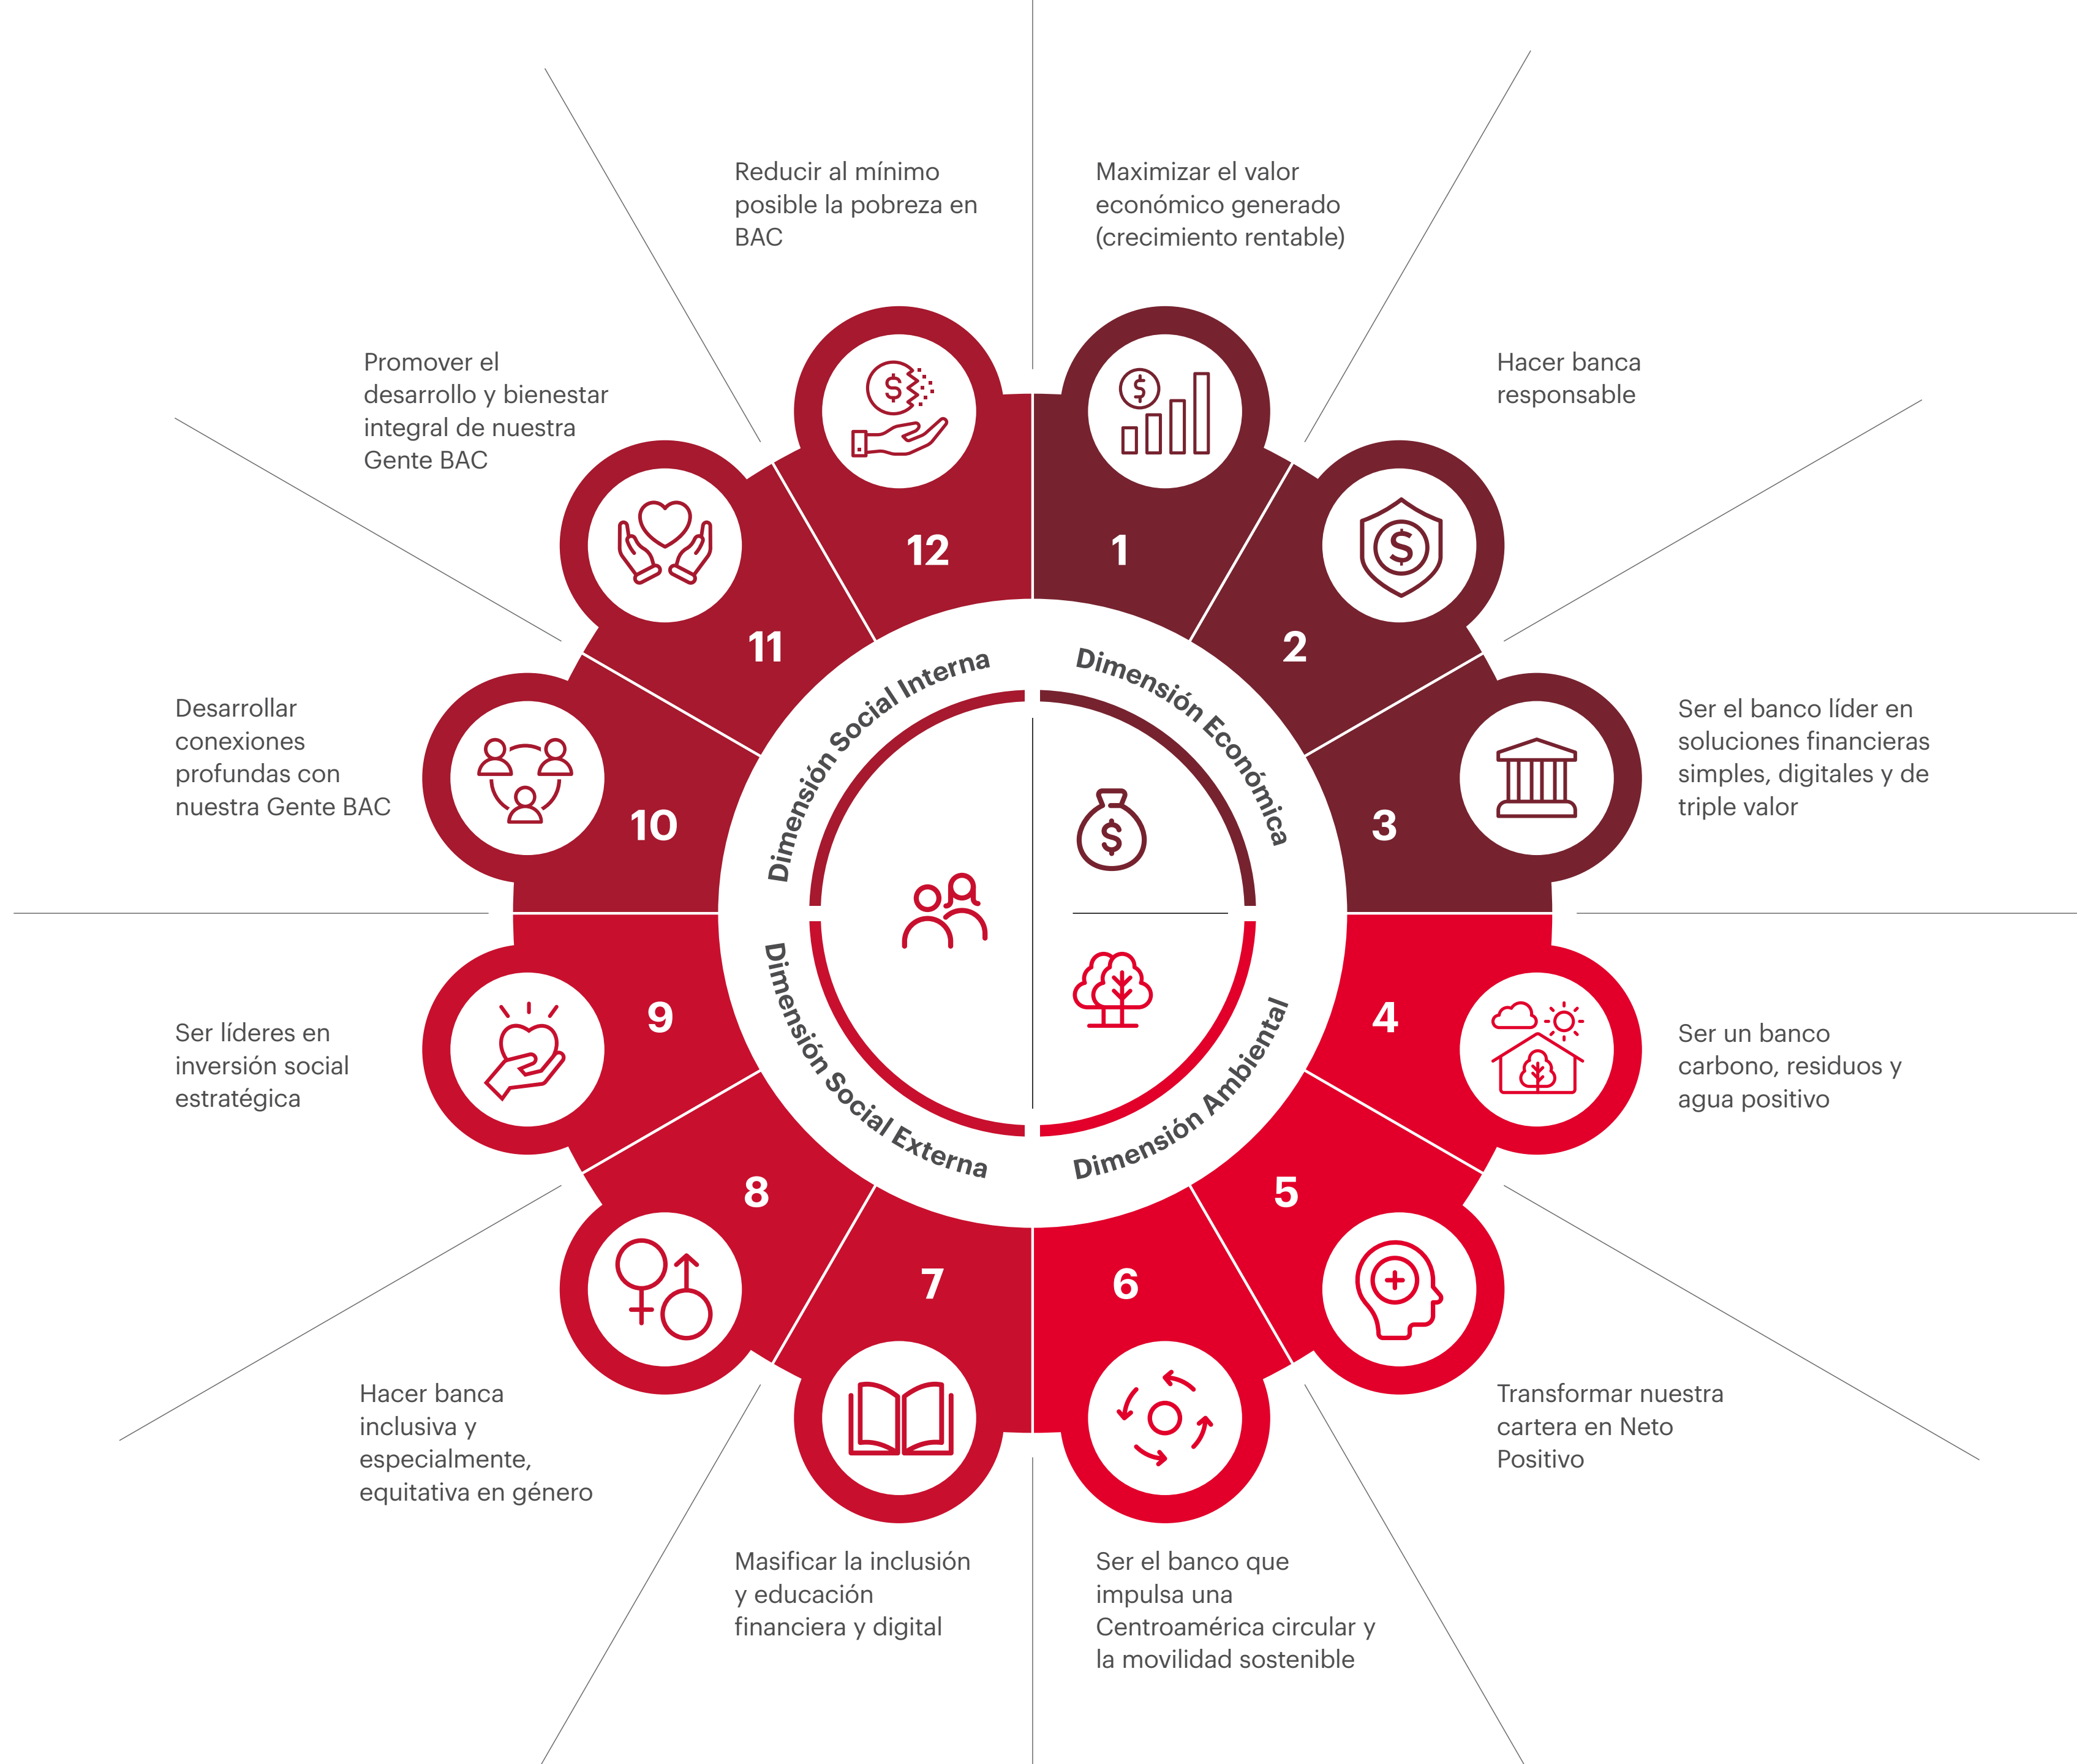 Reducir al mínimo
posible la pobreza en
BAC
Maximizar el valor
económico generado
(crecimiento rentable)
Promover el
desarrollo y bienestar
integral de nuestra
Gente BAC
Hacer banca
responsable
Desarrollar
conexiones
profundas con
nuestra Gente BAC
Ser el banco líder en
soluciones financieras
simples, digitales y de
triple valor
12
1
11
2
10
3
Dimensión Social Interna
Dimensión Económica
Dimensión Social Externa
Dimensión Ambiental
9
4
8
5
7
6
Ser líderes en
inversión social
estratégica
Ser un banco
carbono, residuos y
agua positivo
Hacer banca
inclusiva y
especialmente,
equitativa en género
Transformar nuestra
cartera en Neto
Positivo
Masificar la inclusión
y educación
financiera y digital
Ser el banco que
impulsa una
Centroamérica circular y
la movilidad sostenible